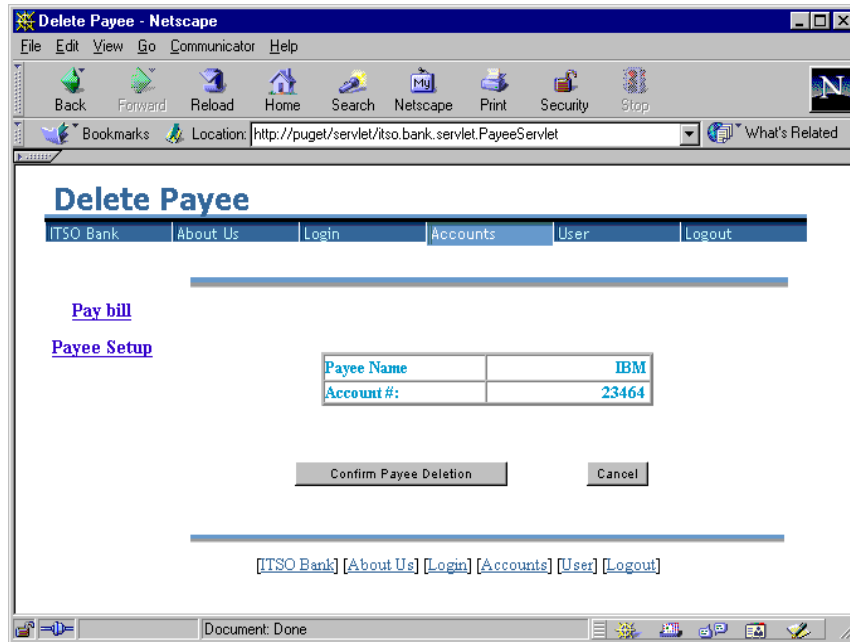 Delete Payee - Netscape
File Edit View Go Communicator Help
My
N
Back Forward Reload Home Search Netscape Print Security Stop
Bookmarks Location: http://puget/servlet/itso.bank.servlet.PayeeServlet What's Related
Delete Payee
ITSO Bank About Us Login Accounts User Logout
Pay bill
Payee Setup
Payee Name IBM
Account #: 23464
Confirm Payee Deletion Cancel
[ITSO Bank] [About Us] [Login] [Accounts] [User] [Logout]
Document: Done